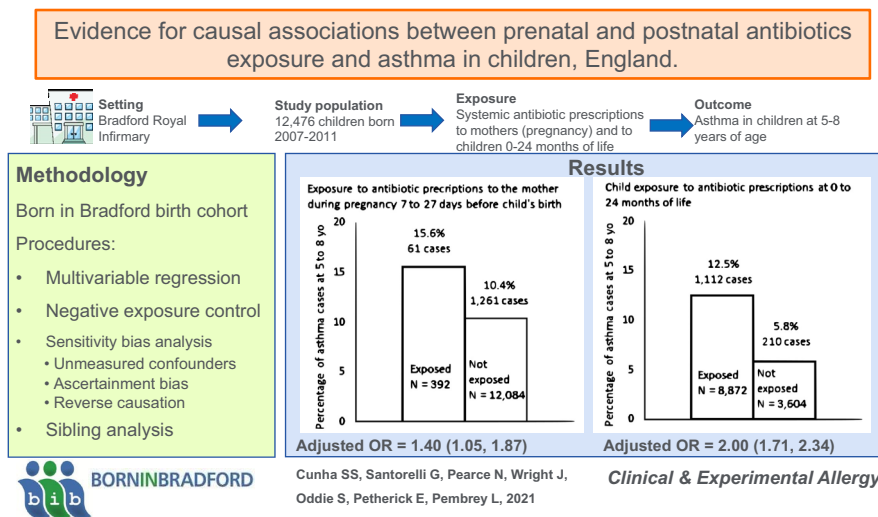 Evidence for causal associations between prenatal and postnatal antibiotics
exposure and asthma in children, England.
Setting
Bradford Royal
Infirmary
Study population
12,476 children born
2007-2011
Exposure
Systemic antibiotic prescriptions
to mothers (pregnancy) and to
children 0-24 months of life
Outcome
Asthma in children at 5-8
years of age
Methodology
Born in Bradford birth cohort
Procedures:
• Multivariable regression
• Negative exposure control
• Sensitivity bias analysis
• Unmeasured confounders
• Ascertainment bias
• Reverse causation
• Sibling analysis
Results
Exposure to antibiotic precriptions to the mother
during pregnancy 7 to 27 days before child's birth
Percentage of asthma cases at 5 to 8 yo
20
15
10
5
0
15.6%
61 cases
10.4%
1,261 cases
Exposed
N = 392
Not
exposed
N = 12,084
Adjusted OR = 1.40 (1.05, 1.87)
Child exposure to antibiotic prescriptions at 0 to
24 months of life
Percentage of asthma cases at 5 to 8 yo
20
15
10
5
0
12.5%
1,112 cases
5.8%
210 cases
Exposed
N = 8,872
Not
exposed
N = 3,604
Adjusted OR = 2.00 (1.71, 2.34)
bib
BORNINBRADFORD
Cunha SS, Santorelli G, Pearce N, Wright J,
Oddie S, Petherick E, Pembrey L, 2021
Clinical & Experimental Allergy